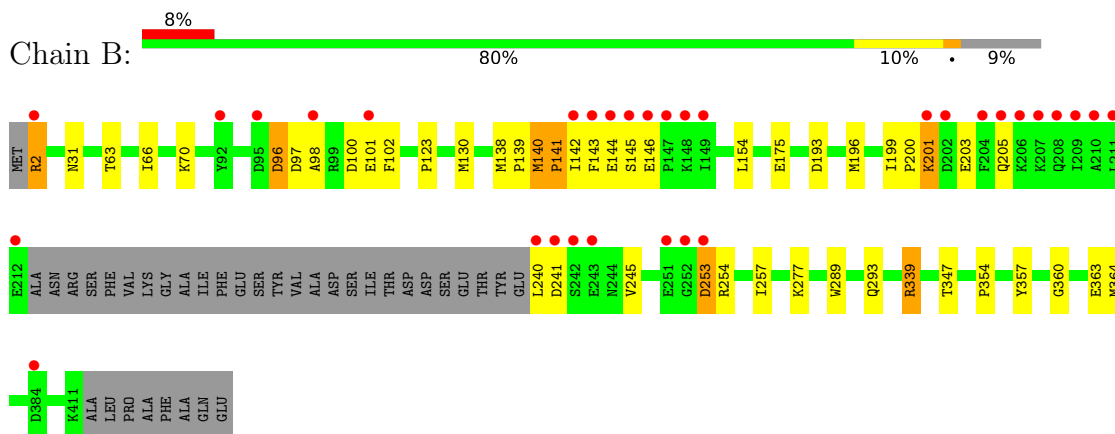 8%
Chain B:
80% 10% • 9%
MET R2 N31 T63 I66 K70 Y92 D95 D96 D97 A98 R99 D100 E101 F102 P123 M130 M138 P139 M140 P141 I142 F143 E144 S145 E146 P147 K148 I149 L154 E175 D193 M196 I199 P200 K201 D202 E203 F204 Q205 K206 K207 Q208 I209 A210 L211
E212 ALA ASN ARG SER PHE VAL LYS GLY ALA ILE PHE GLU SER TYR VAL ALA ASP SER ILE THR ASP ASP SER GLU THR TYR GLU L240 D241 S242 E243 N244 V245 E251 G252 D253 R254 I257 K277 W289 Q293 R339 T347 P354 Y357 G360 E363 M364
D384 K411 ALA LEU PRO ALA PHE ALA GLN GLU